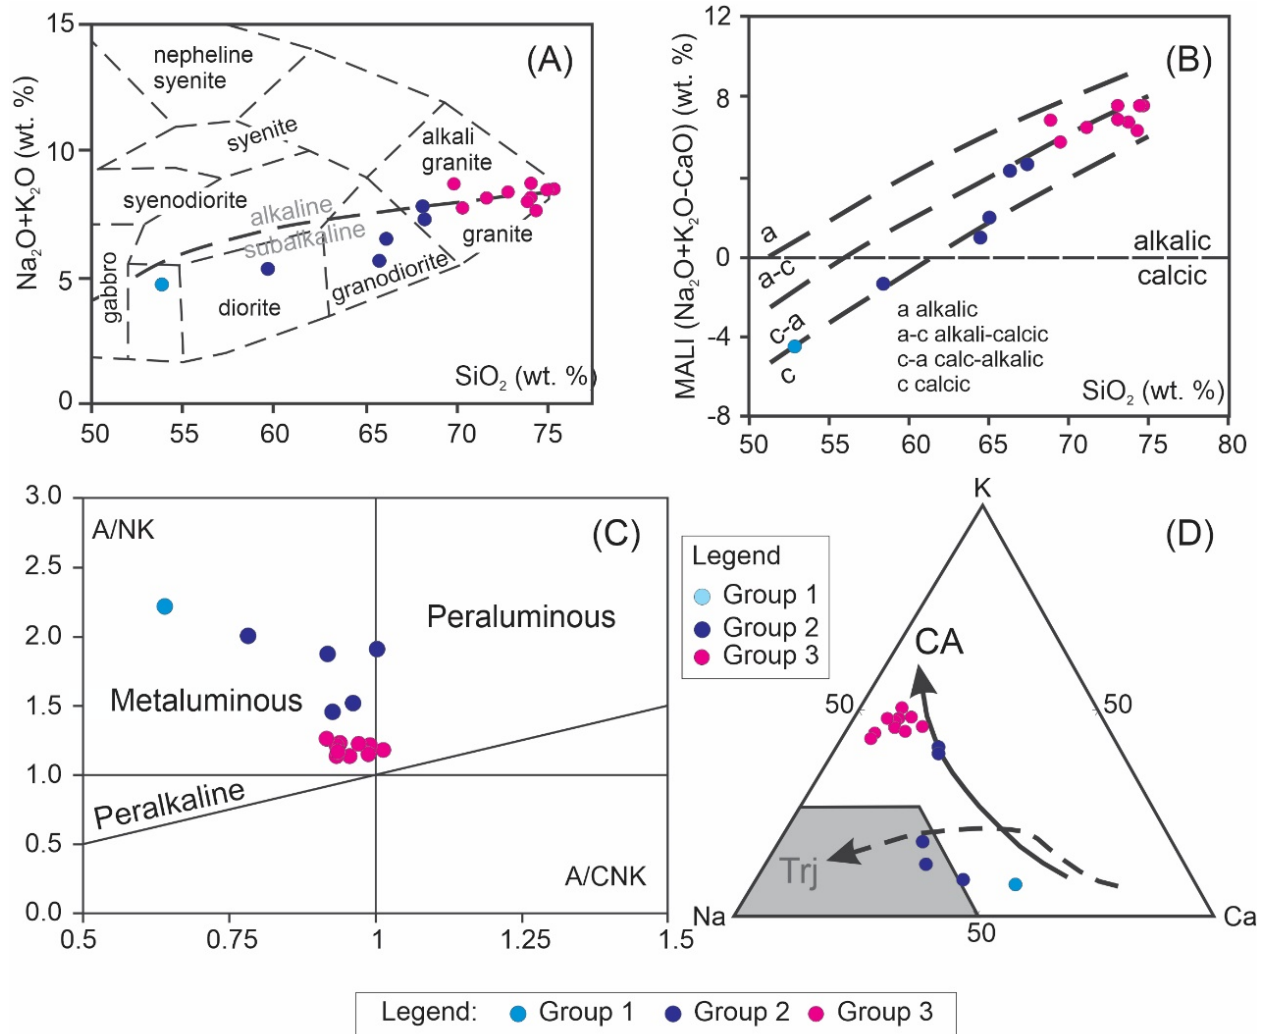 (A)
Na₂O+K₂O (wt. %)
15
10
5
0
nepheline
syenite
syenite
alkali
granite
syenodiorite
alkaline
subalkaline
granite
gabbro
diorite
granodiorite
SiO₂ (wt. %)
50 55 60 65 70 75
(B)
MALI (Na₂O+K₂O-CaO) (wt. %)
12
8
4
0
-4
-8
a
a-c
c-a
c
alkalic
calcic
a alkalic
a-c alkali-calcic
c-a calc-alkalic
c calcic
SiO₂ (wt. %)
50 55 60 65 70 75 80
(C)
A/NK
3.0
2.5
2.0
1.5
1.0
0.5
0.0
Peraluminous
Metaluminous
Peralkaline
A/CNK
0.5 0.75 1 1.25 1.5
Legend
Group 1
Group 2
Group 3
(D)
K
CA
50 50
Trj
Na Ca
50
Legend: Group 1 Group 2 Group 3